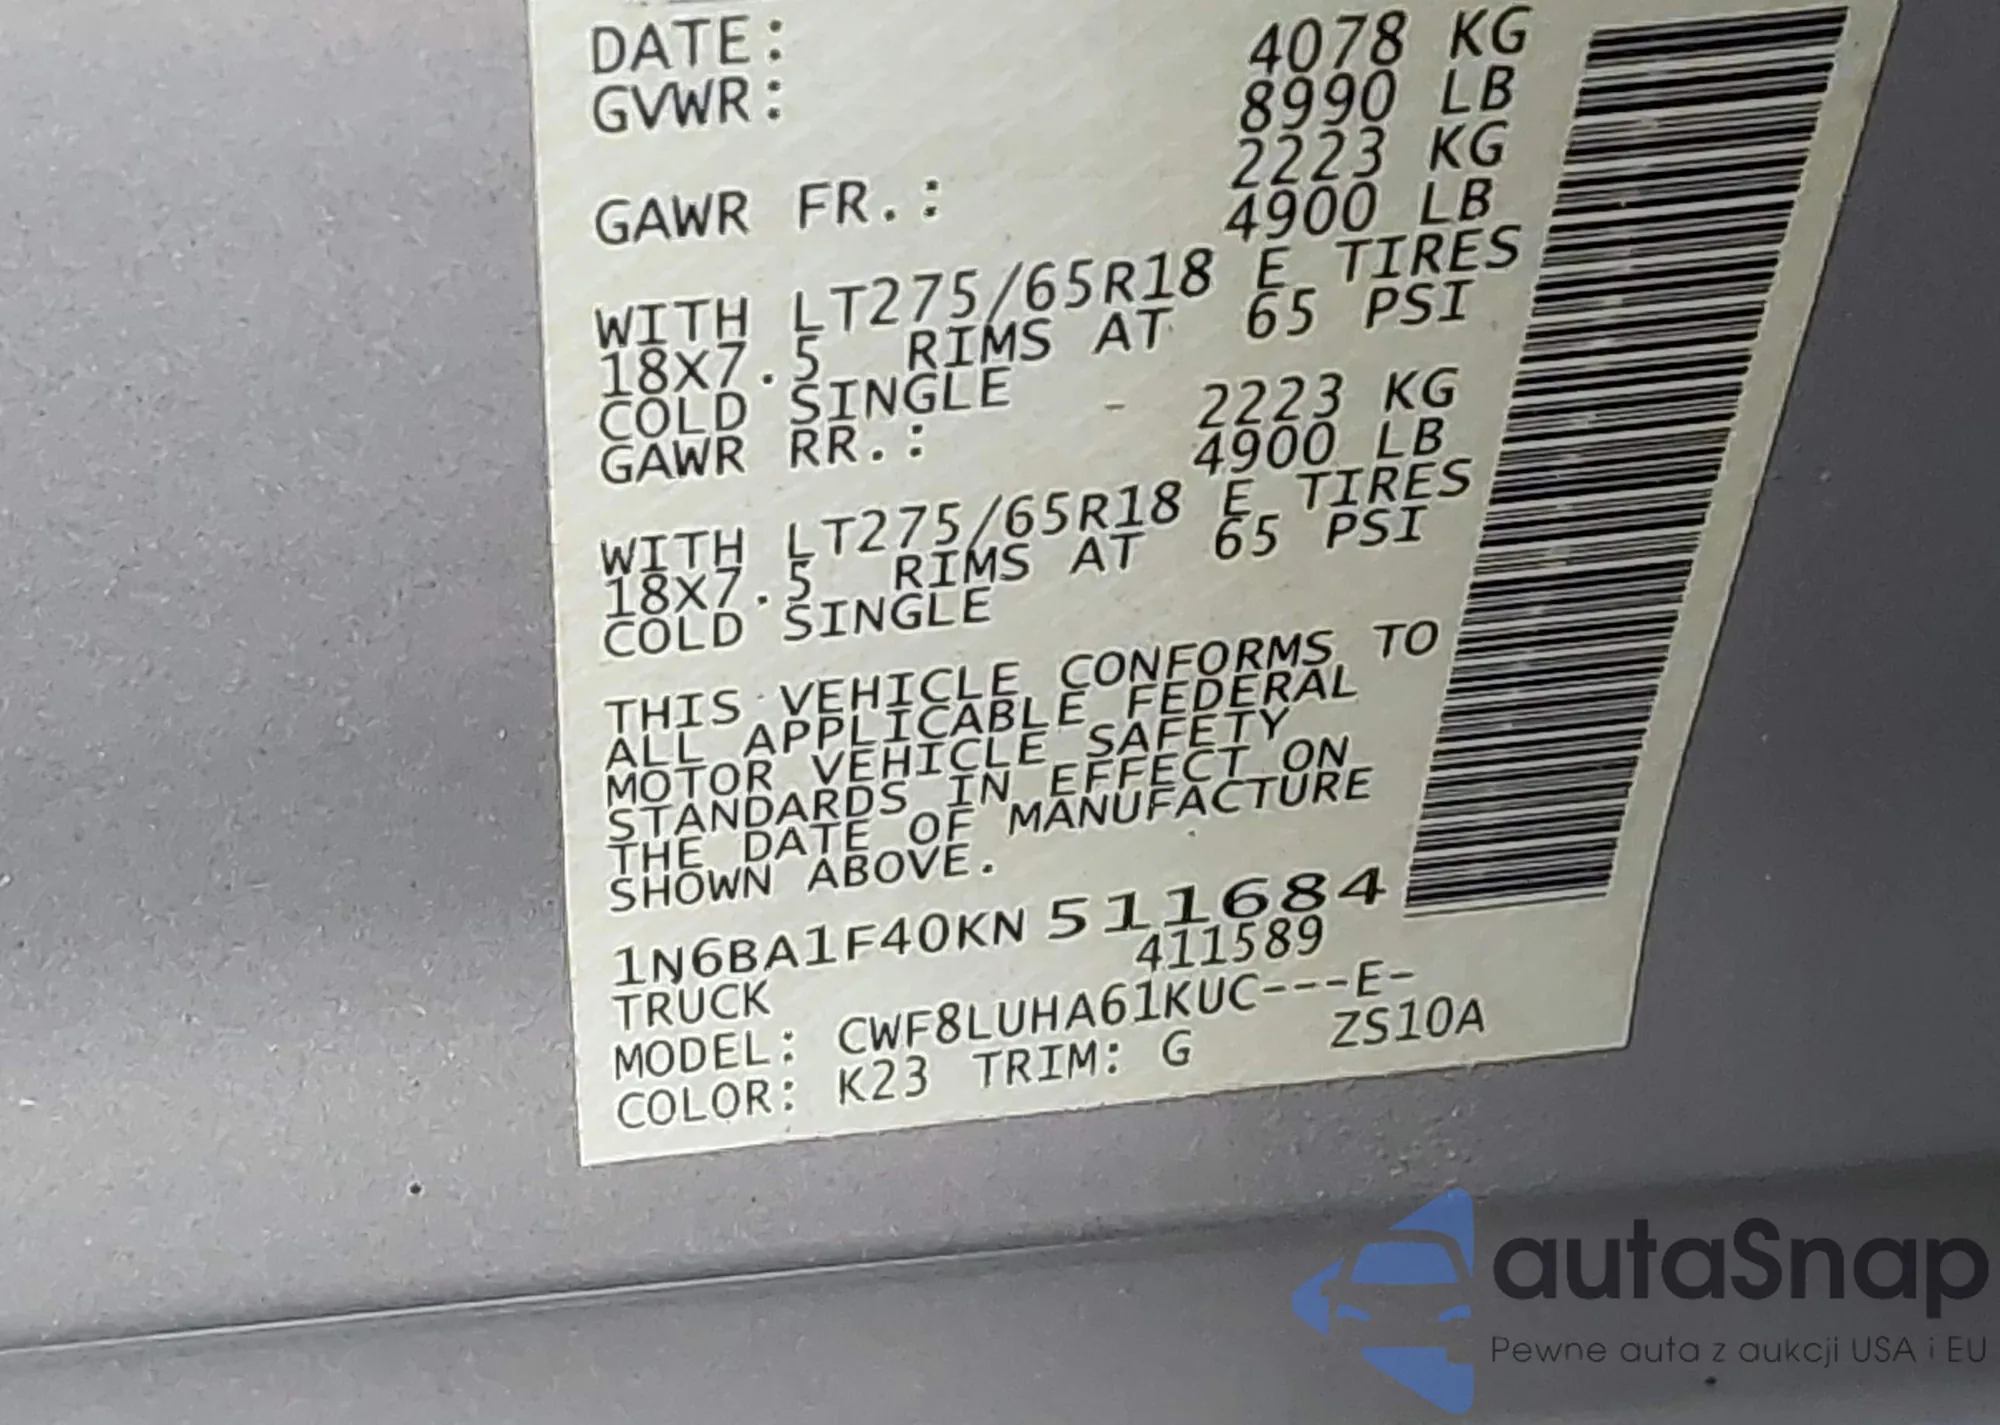 DATE: 4078 KG
GVWR: 8990 LB
2223 KG
GAWR FR.: 4900 LB
WITH LT275/65R18 E TIRES
18X7.5 RIMS AT 65 PSI
COLD SINGLE
2223 KG
GAWR RR.: 4900 LB
WITH LT275/65R18 E TIRES
18X7.5 RIMS AT 65 PSI
COLD SINGLE
THIS VEHICLE CONFORMS TO
ALL APPLICABLE FEDERAL
MOTOR VEHICLE SAFETY
STANDARDS IN EFFECT ON
THE DATE OF MANUFACTURE
SHOWN ABOVE.
1N6BA1F40KN 511684
TRUCK 411589
MODEL: CWF8LUHA61KUC---E-
COLOR: K23 TRIM: G ZS10A
autaSnap
Pewne auta z aukcji USA i EU